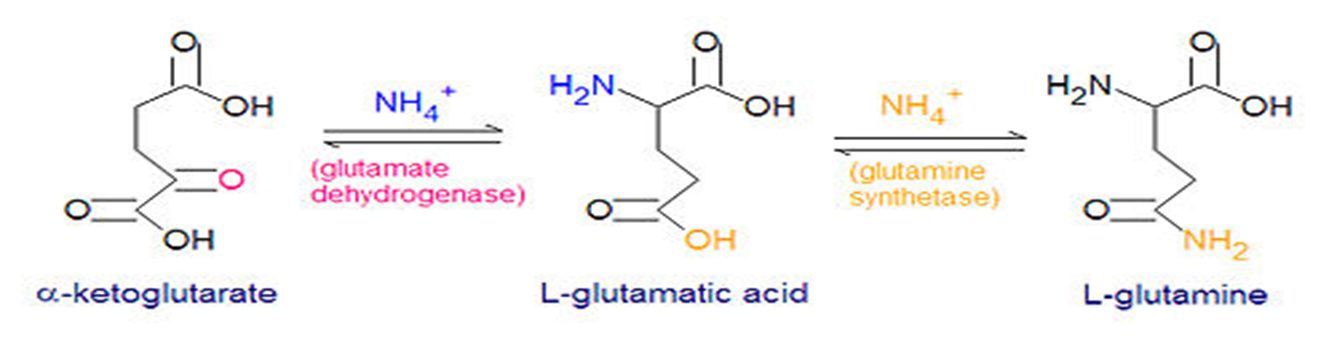 O
OH
O
O
OH
α-ketoglutarate
NH₄⁺
(glutamate
dehydrogenase)
H₂N
O
OH
O
OH
L-glutamatic acid
NH₄⁺
(glutamine
synthetase)
H₂N
O
OH
O
NH₂
L-glutamine